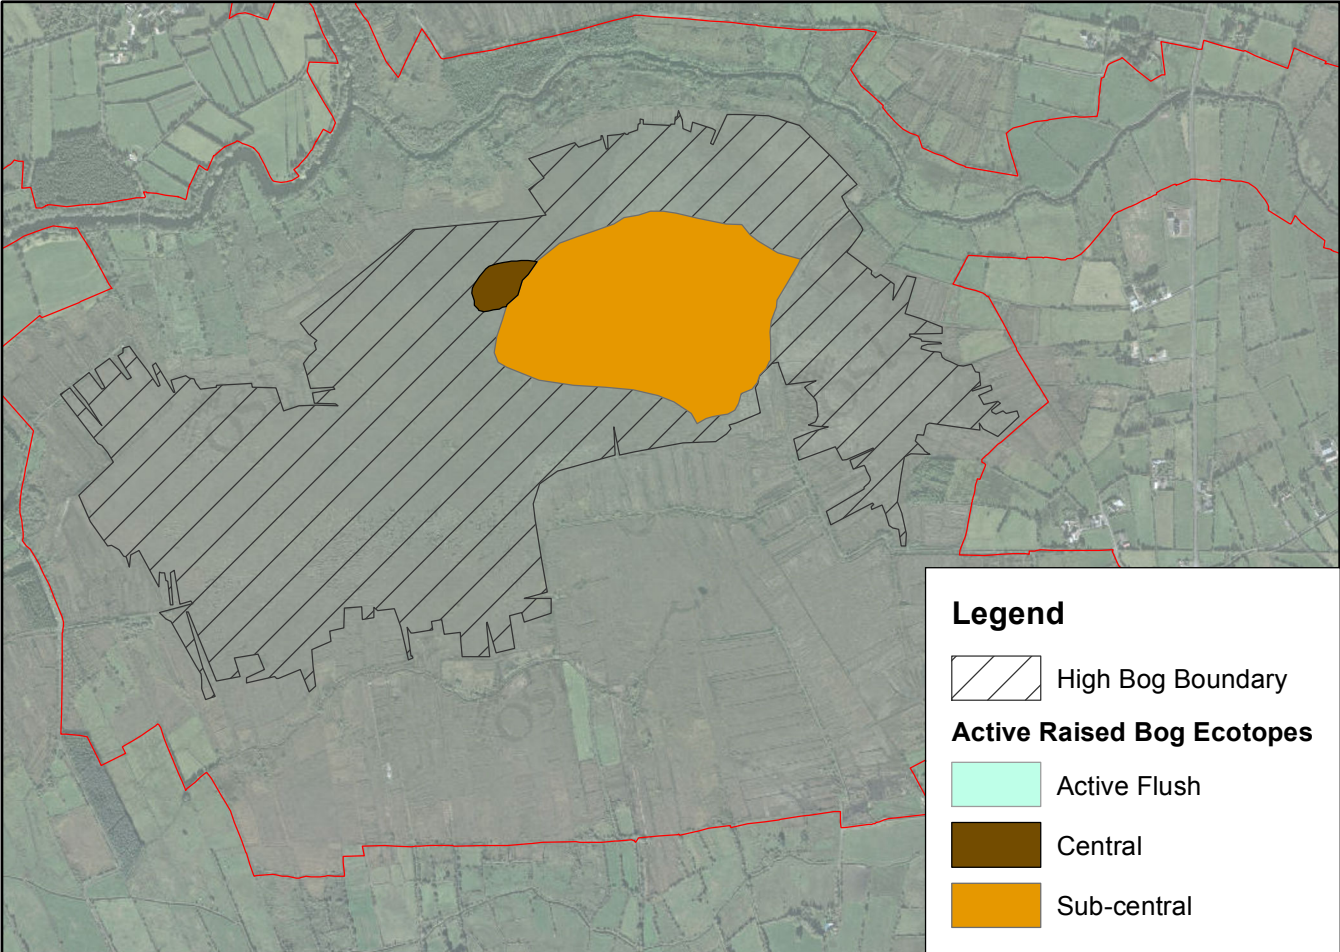 Legend
High Bog Boundary
Active Raised Bog Ecotopes
Active Flush
Central
Sub-central